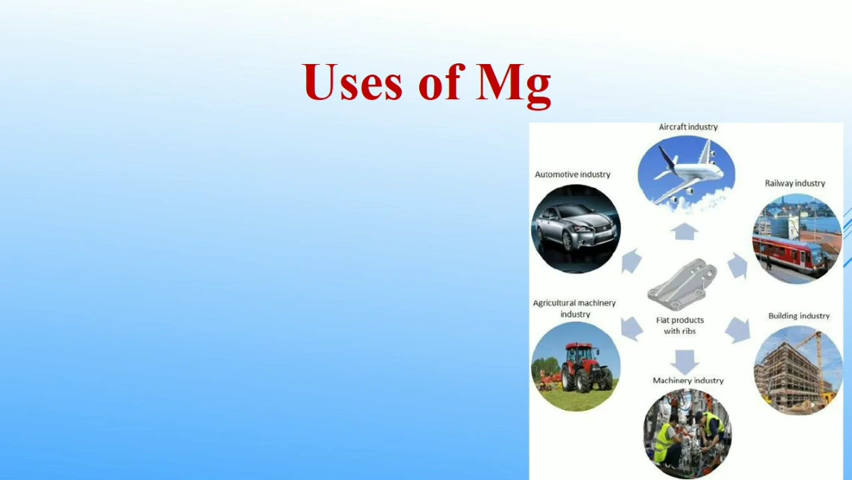 Uses of Mg
Aircraft industry
Automotive industry
Railway industry
Agricultural machinery
industry
Flat products
with ribs
Building industry
Machinery industry